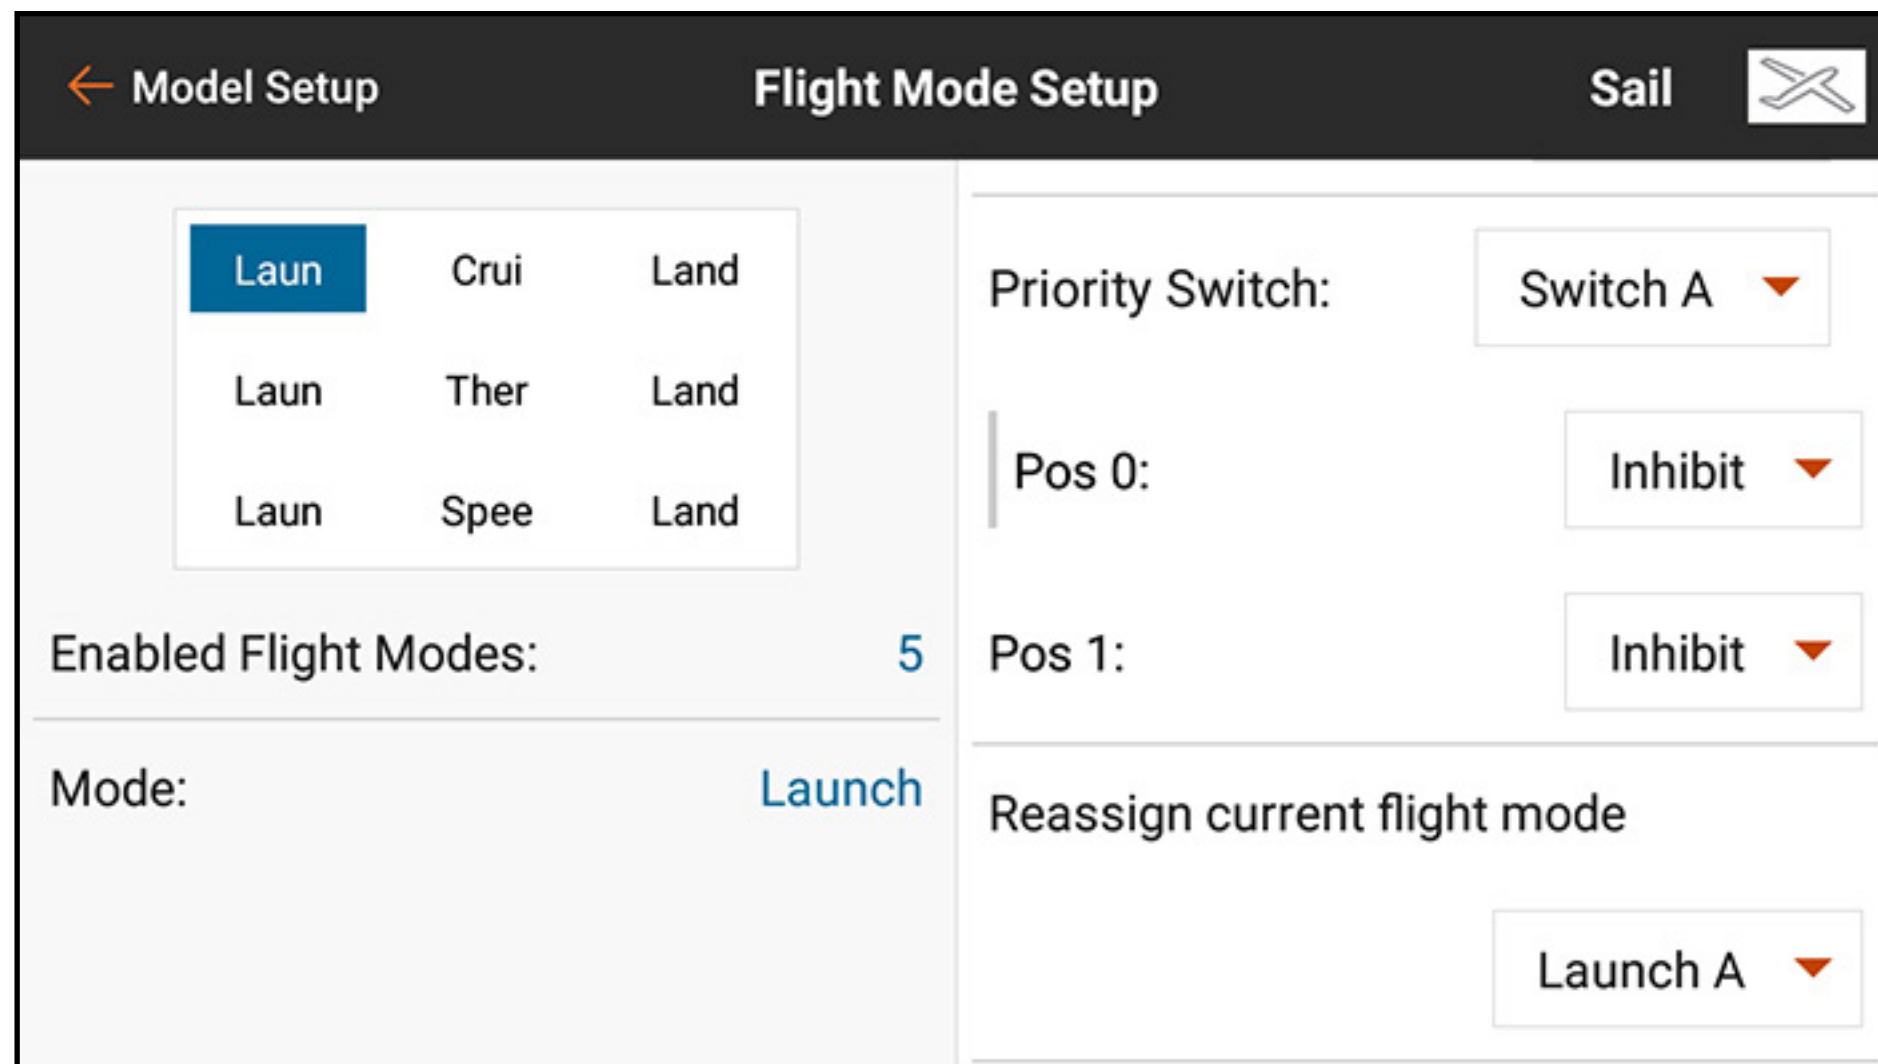 Model Setup
Flight Mode Setup
Sail
Laun Crui Land
Laun Ther Land
Laun Spee Land
Enabled Flight Modes: 5
Mode: Launch
Priority Switch: Switch A
Pos 0: Inhibit
Pos 1: Inhibit
Reassign current flight mode
Launch A